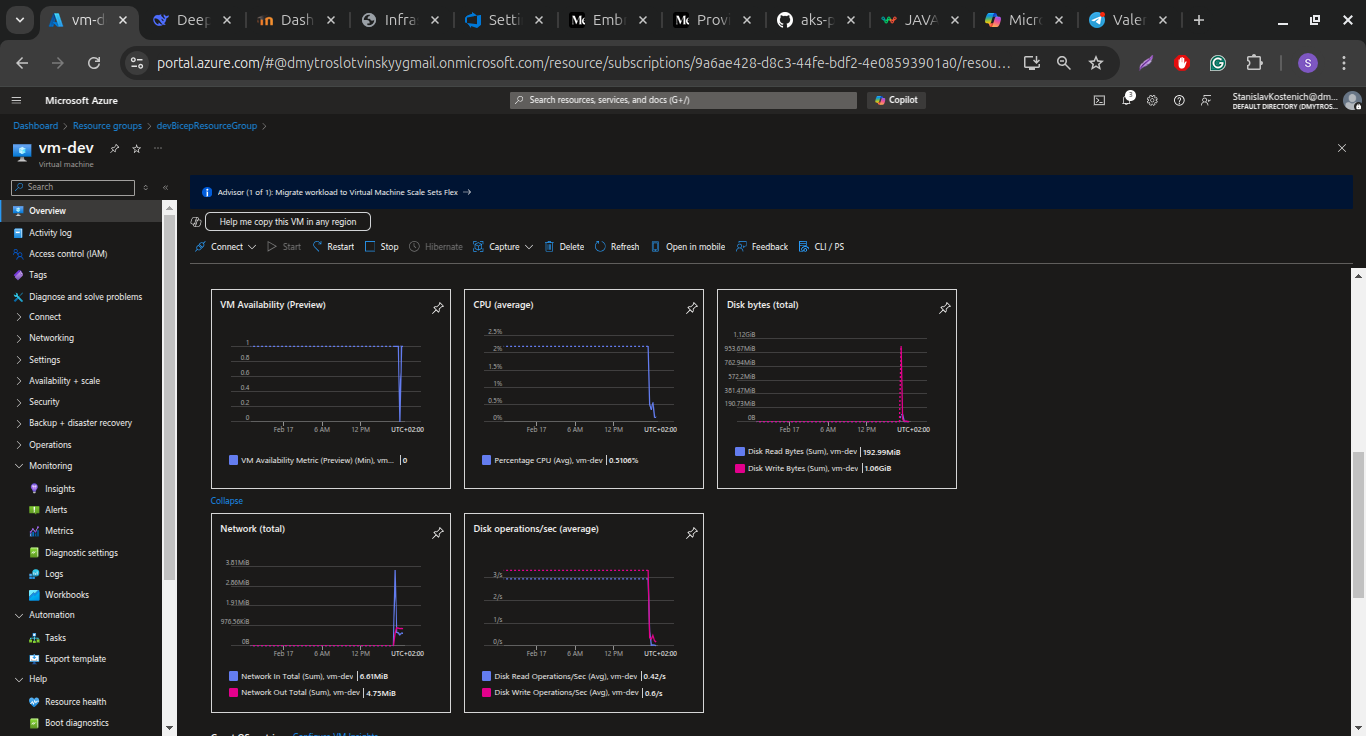 vm-d
Deep
Dash
Infra
Setti
Embr
Provi
aks-p
JAVA
Micro
Valer
portal.azure.com/#@dmytroslotvinskyygmail.onmicrosoft.com/resource/subscriptions/9a6ae428-d8c3-44fe-bdf2-4e08593901a0/resou...
S
Microsoft Azure
Search resources, services, and docs (G+/)
Copilot
3
StanislavKostenich@dm...
DEFAULT DIRECTORY (DMYTROS...
Dashboard > Resource groups > devBicepResourceGroup >
vm-dev
Virtual machine
Search
Overview
Activity log
Access control (IAM)
Tags
Diagnose and solve problems
Connect
Networking
Settings
Availability + scale
Security
Backup + disaster recovery
Operations
Monitoring
Insights
Alerts
Metrics
Diagnostic settings
Logs
Workbooks
Automation
Tasks
Export template
Help
Resource health
Boot diagnostics
Advisor (1 of 1): Migrate workload to Virtual Machine Scale Sets Flex →
Help me copy this VM in any region
Connect Start Restart Stop Hibernate Capture Delete Refresh Open in mobile Feedback CLI / PS
VM Availability (Preview)
1
0.8
0.6
0.4
0.2
0
Feb 17 6 AM 12 PM UTC+02:00
VM Availability Metric (Preview) (Min), vm... 0
CPU (average)
2.5%
2%
1.5%
1%
0.5%
0%
Feb 17 6 AM 12 PM UTC+02:00
Percentage CPU (Avg), vm-dev 0.5106%
Disk bytes (total)
1.12GiB
953.67MiB
762.94MiB
572.2MiB
381.47MiB
190.73MiB
0B
Feb 17 6 AM 12 PM UTC+02:00
Disk Read Bytes (Sum), vm-dev 192.99MiB
Disk Write Bytes (Sum), vm-dev 1.06GiB
Collapse
Network (total)
3.81MiB
2.86MiB
1.91MiB
976.56KiB
0B
Feb 17 6 AM 12 PM UTC+02:00
Network In Total (Sum), vm-dev 6.61MiB
Network Out Total (Sum), vm-dev 4.75MiB
Disk operations/sec (average)
3/s
2/s
1/s
0/s
Feb 17 6 AM 12 PM UTC+02:00
Disk Read Operations/Sec (Avg), vm-dev 0.42/s
Disk Write Operations/Sec (Avg), vm-dev 0.6/s